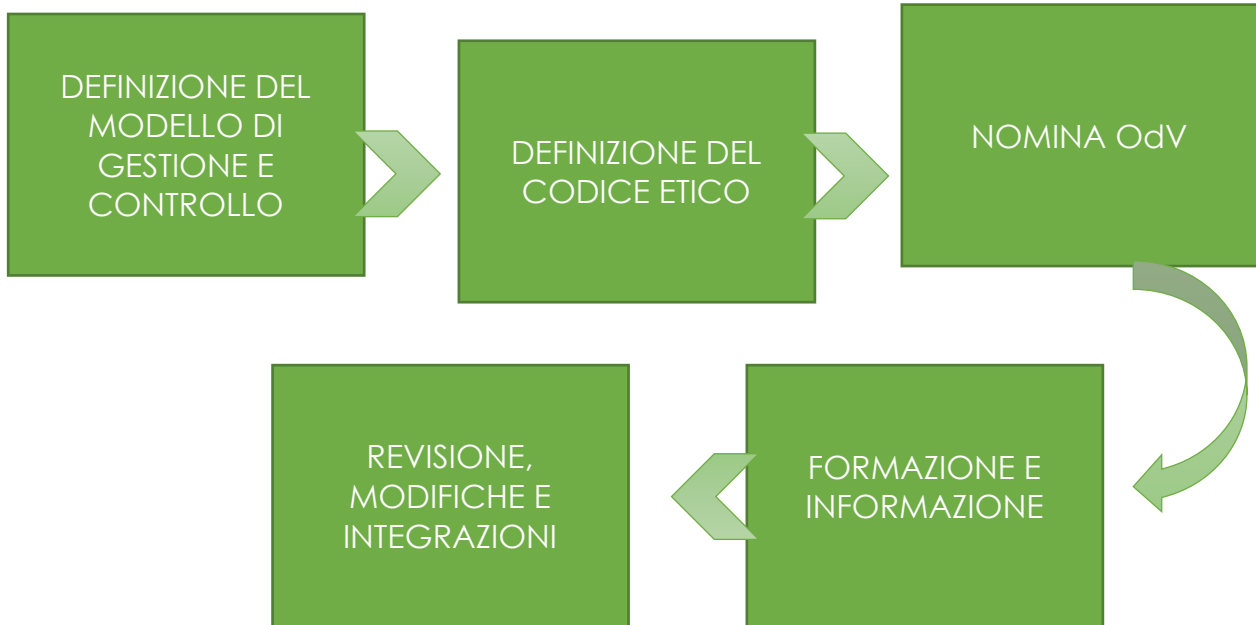 DEFINIZIONE DEL
MODELLO DI
GESTIONE E
CONTROLLO
DEFINIZIONE DEL
CODICE ETICO
NOMINA OdV
FORMAZIONE E
INFORMAZIONE
REVISIONE,
MODIFICHE E
INTEGRAZIONI